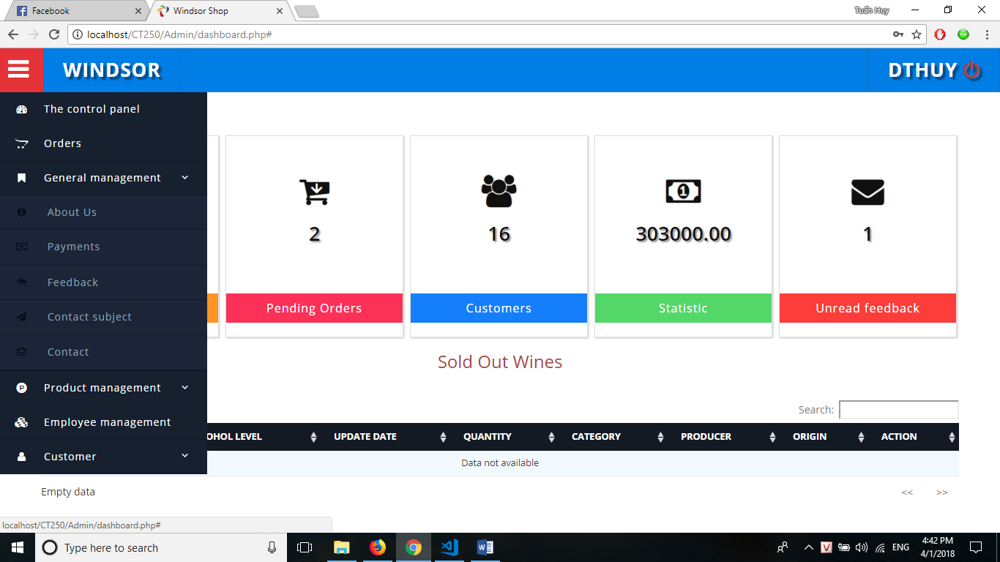 Facebook
Windsor Shop
Tuấn Huy
localhost/CT250/Admin/dashboard.php#
ON
WINDSOR
DTHUY
The control panel
Orders
General management
About Us
Payments
Feedback
Contact subject
Contact
Product management
Employee management
Customer
2
Pending Orders
16
Customers
303000.00
Statistic
1
Unread feedback
Sold Out Wines
Search:
OHOL LEVEL UPDATE DATE QUANTITY CATEGORY PRODUCER ORIGIN ACTION
Data not available
Empty data
<< >>
localhost/CT250/Admin/dashboard.php#
Type here to search
ENG
4:42 PM
4/1/2018